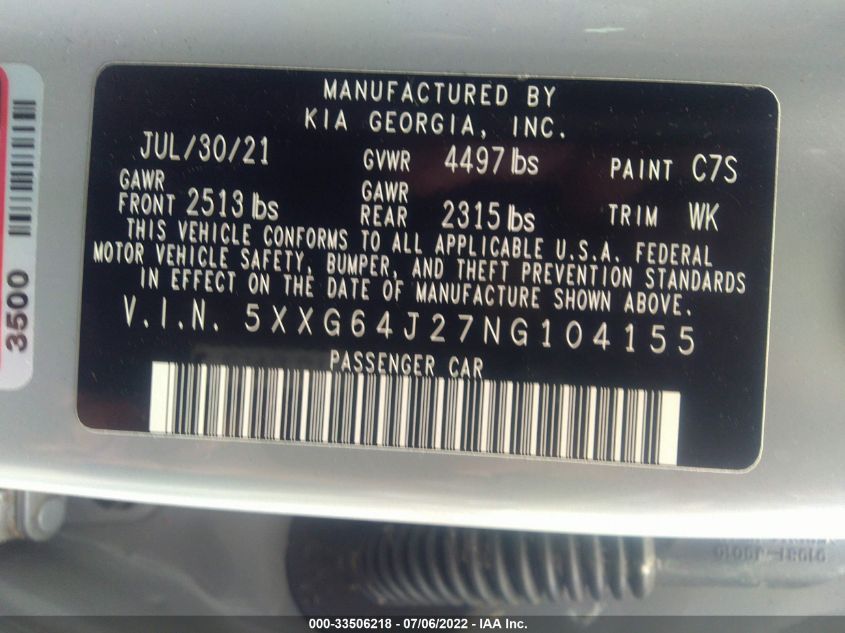 MANUFACTURED BY
KIA GEORGIA, INC.
JUL/30/21 GVWR 4497 lbs PAINT C7S
GAWR FRONT 2513 lbs GAWR REAR 2315 lbs TRIM WK
THIS VEHICLE CONFORMS TO ALL APPLICABLE U.S.A. FEDERAL
MOTOR VEHICLE SAFETY, BUMPER, AND THEFT PREVENTION STANDARDS
IN EFFECT ON THE DATE OF MANUFACTURE SHOWN ABOVE.
V.I.N. 5XXG64J27NG104155
PASSENGER CAR
3500
000-33506218 - 07/06/2022 - IAA Inc.